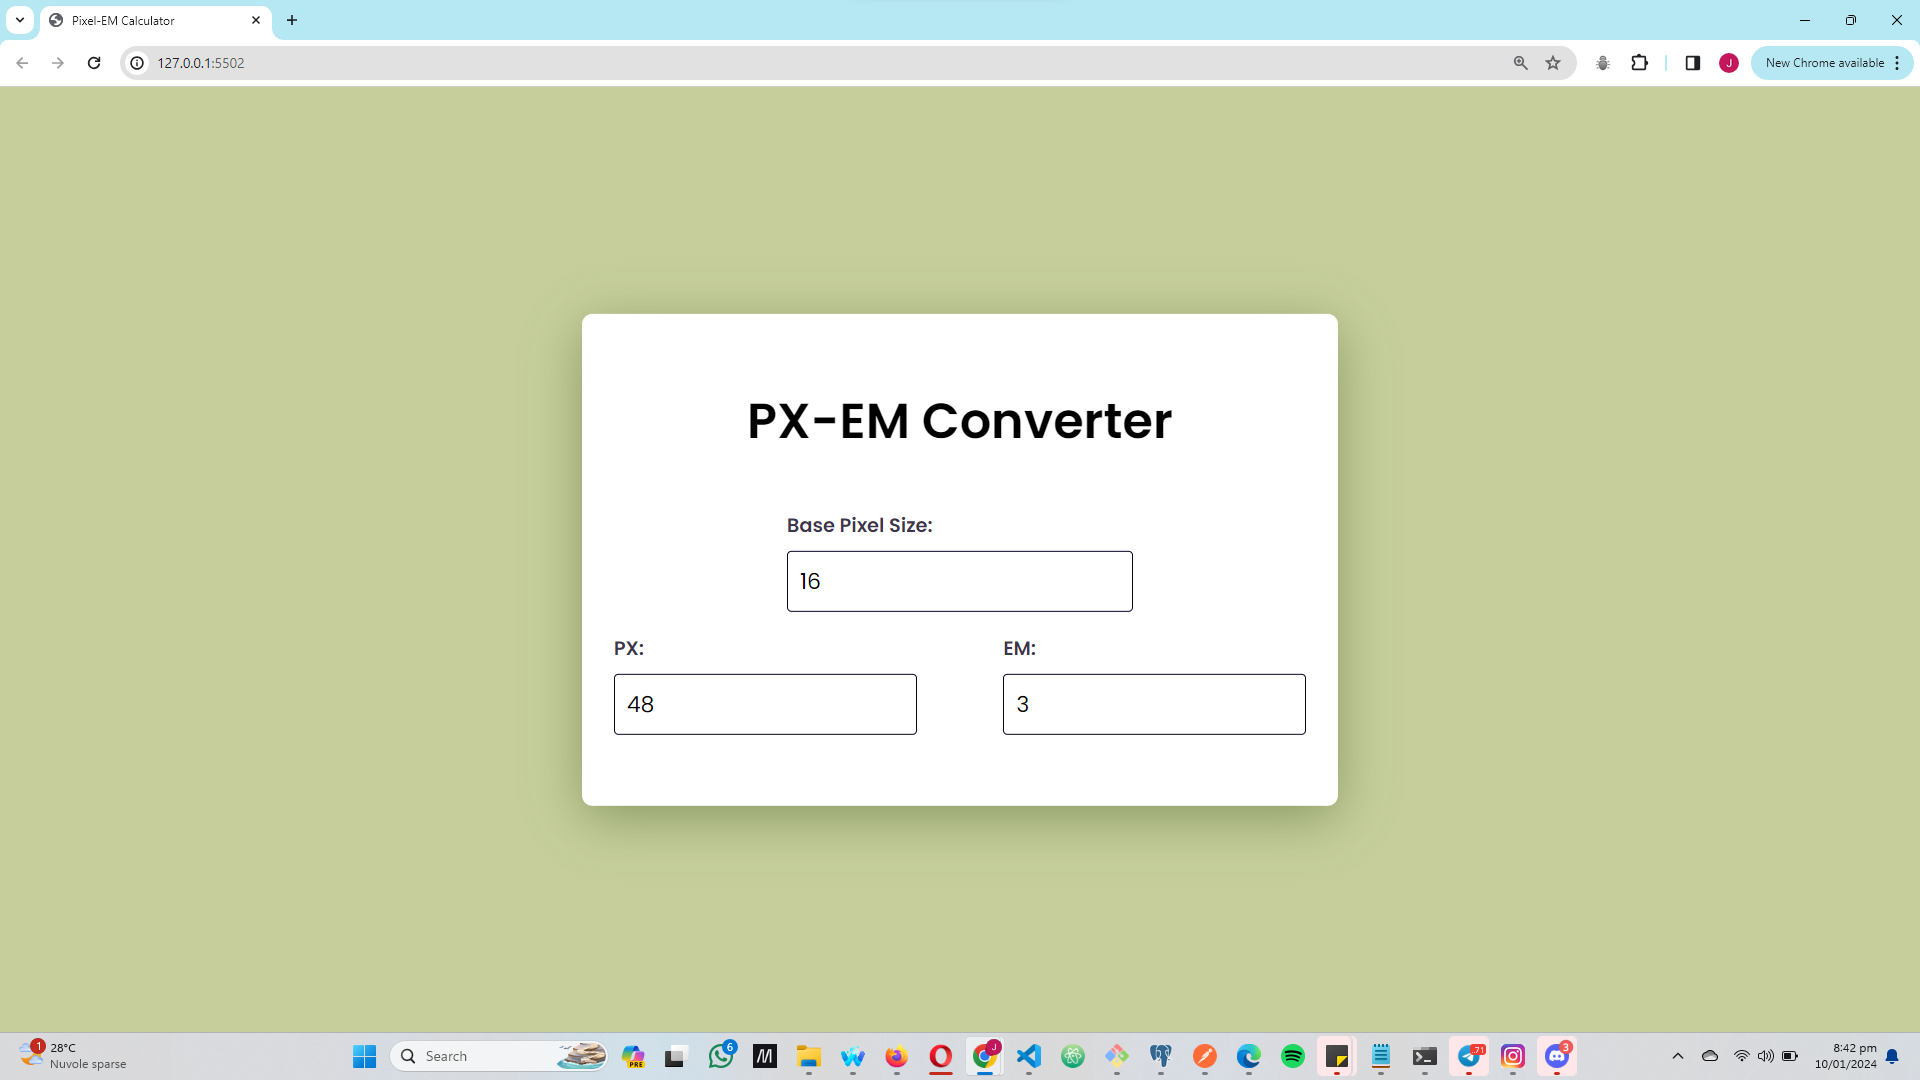 Pixel-EM Calculator
127.0.0.1:5502
J
New Chrome available
PX-EM Converter
Base Pixel Size:
16
PX:
EM:
48
3
1
28°C
Nuvole sparse
Search
PRE
6
M
J
71
3
8:42 pm
10/01/2024